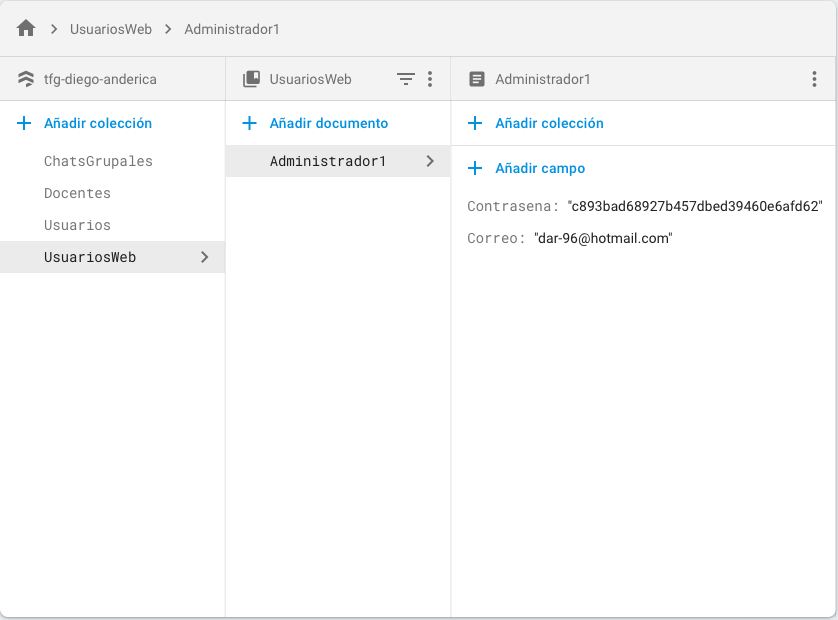 UsuariosWeb > Administrador1
tfg-diego-anderica
UsuariosWeb
Administrador1
Añadir colección
Añadir documento
Añadir colección
ChatsGrupales
Docentes
Usuarios
UsuariosWeb
Administrador1
Añadir campo
Contrasena: "c893bad68927b457dbed39460e6afd62"
Correo: "dar-96@hotmail.com"